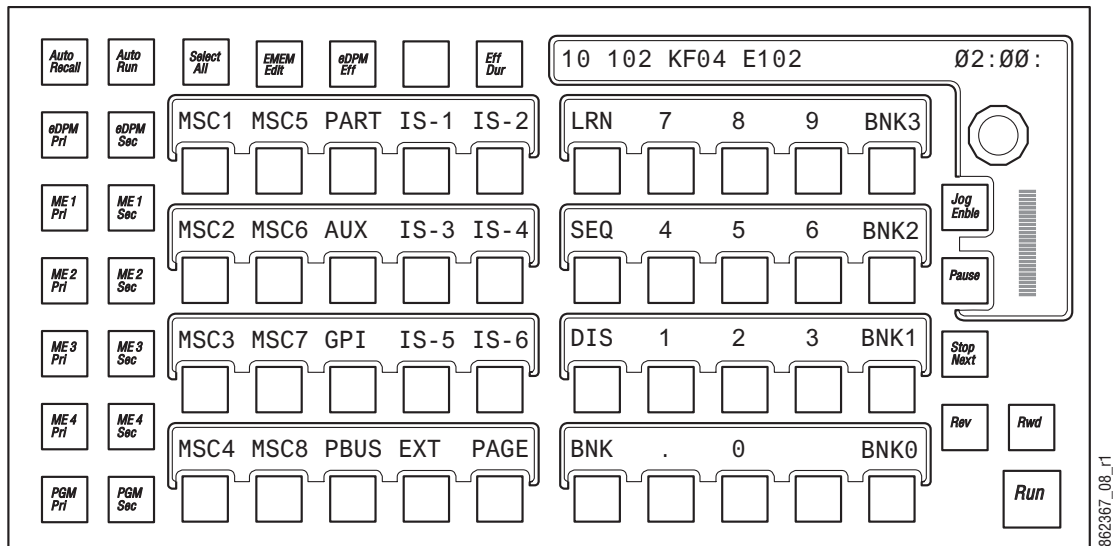 Auto Recall
Auto Run
Select All
EMEM Edit
eDPM Eff
Eff Dur
10 102 KF04 E102 Ø2:ØØ:
eDPM Pri
eDPM Sec
MSC1 MSC5 PART IS-1 IS-2
LRN 7 8 9 BNK3
ME 1 Pri
ME 1 Sec
Jog Enble
MSC2 MSC6 AUX IS-3 IS-4
SEQ 4 5 6 BNK2
ME 2 Pri
ME 2 Sec
Pause
MSC3 MSC7 GPI IS-5 IS-6
DIS 1 2 3 BNK1
ME 3 Pri
ME 3 Sec
Stop Next
ME 4 Pri
ME 4 Sec
Rev
Rwd
MSC4 MSC8 PBUS EXT PAGE
BNK . 0 BNK0
PGM Pri
PGM Sec
Run
862367_08_r1